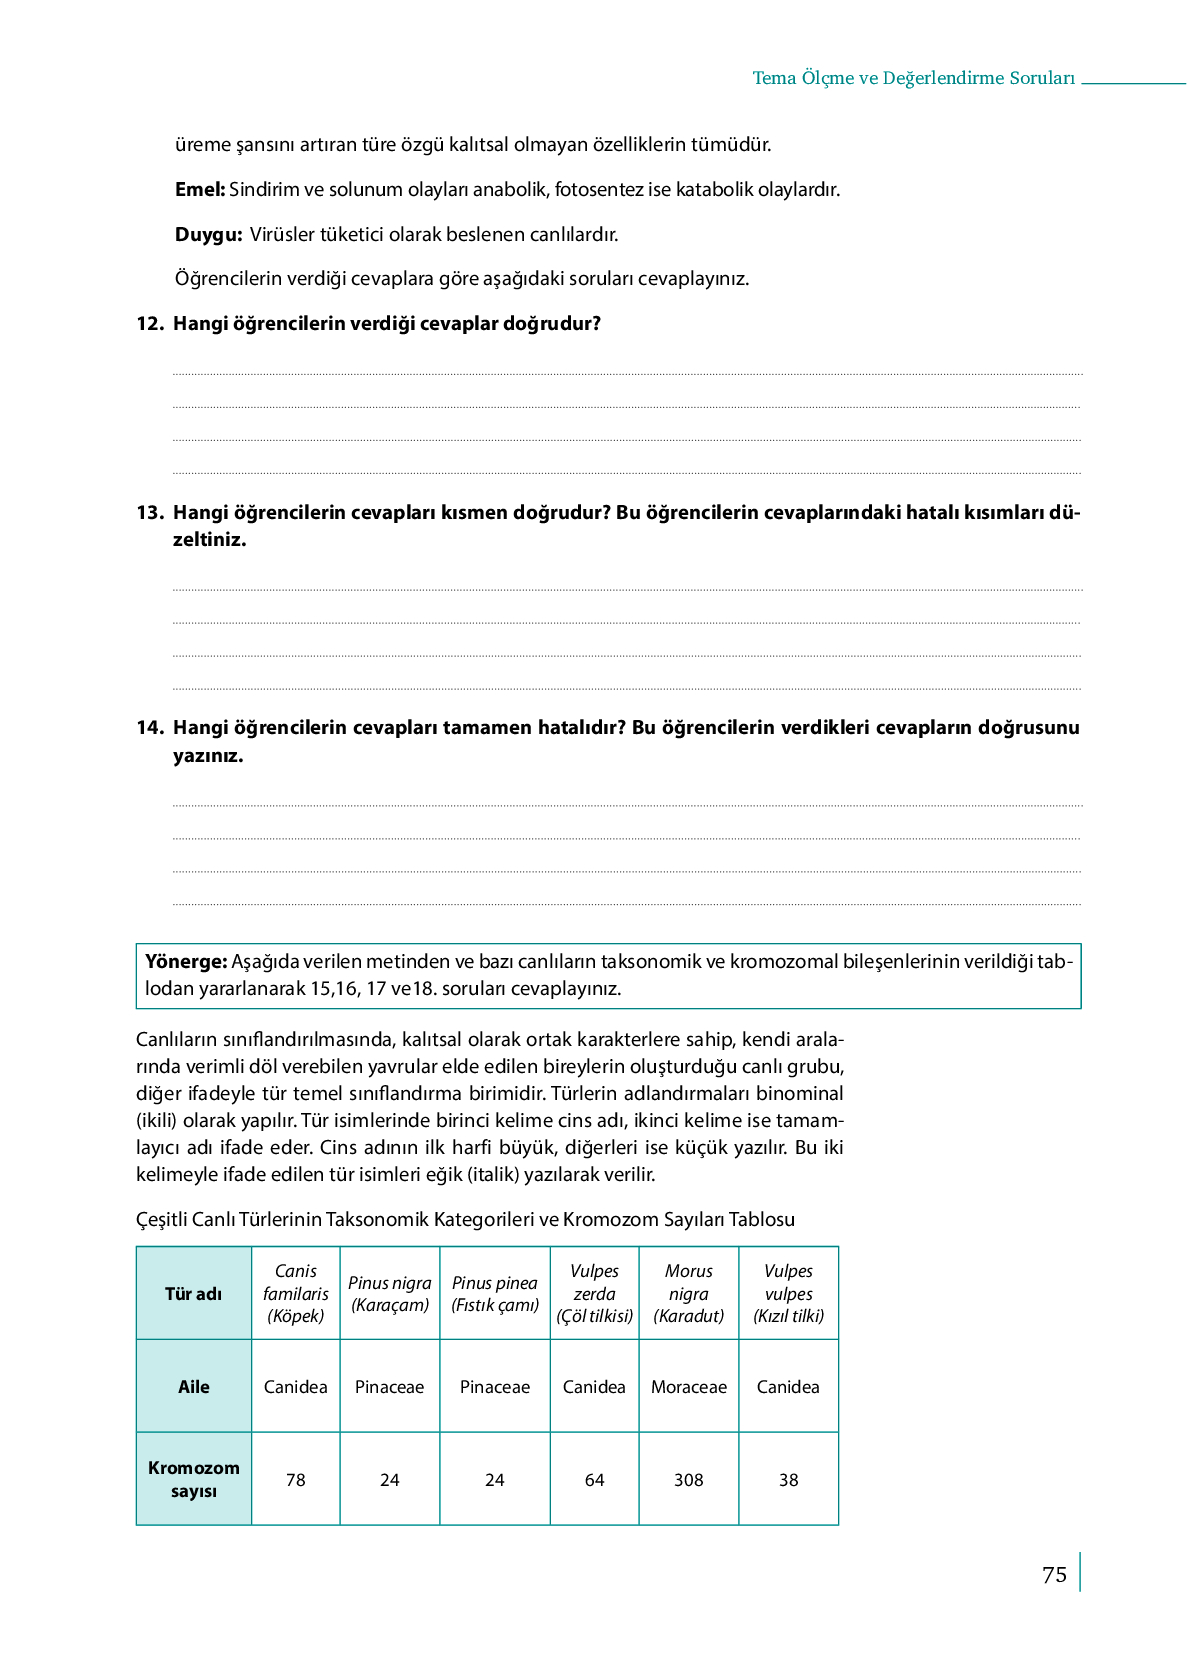 Tema Ölçme ve Değerlendirme Soruları
üreme şansını artıran türe özgü kalıtsal olmayan özelliklerin tümüdür.
Emel: Sindirim ve solunum olayları anabolik, fotosentez ise katabolik olaylardır.
Duygu: Virüsler tüketici olarak beslenen canlılardır.
Öğrencilerin verdiği cevaplara göre aşağıdaki soruları cevaplayınız.
12. Hangi öğrencilerin verdiği cevaplar doğrudur?
13. Hangi öğrencilerin cevapları kısmen doğrudur? Bu öğrencilerin cevaplarındaki hatalı kısımları dü-
zeltiniz.
14. Hangi öğrencilerin cevapları tamamen hatalıdır? Bu öğrencilerin verdikleri cevapların doğrusunu
yazınız.
Yönerge: Aşağıda verilen metinden ve bazı canlıların taksonomik ve kromozomal bileşenlerinin verildiği tab-
lodan yararlanarak 15,16, 17 ve18. soruları cevaplayınız.
Canlıların sınıflandırılmasında, kalıtsal olarak ortak karakterlere sahip, kendi arala-
rında verimli döl verebilen yavrular elde edilen bireylerin oluşturduğu canlı grubu,
diğer ifadeyle tür temel sınıflandırma birimidir. Türlerin adlandırmaları binominal
(ikili) olarak yapılır. Tür isimlerinde birinci kelime cins adı, ikinci kelime ise tamam-
layıcı adı ifade eder. Cins adının ilk harfi büyük, diğerleri ise küçük yazılır. Bu iki
kelimeyle ifade edilen tür isimleri eğik (italik) yazılarak verilir.
Çeşitli Canlı Türlerinin Taksonomik Kategorileri ve Kromozom Sayıları Tablosu
Tür adı
Canis
familaris
(Köpek)
Pinus nigra
(Karaçam)
Pinus pinea
(Fıstık çamı)
Vulpes
zerda
(Çöl tilkisi)
Morus
nigra
(Karadut)
Vulpes
vulpes
(Kızıl tilki)
Aile
Canidea
Pinaceae
Pinaceae
Canidea
Moraceae
Canidea
Kromozom
sayısı
78
24
24
64
308
38
75